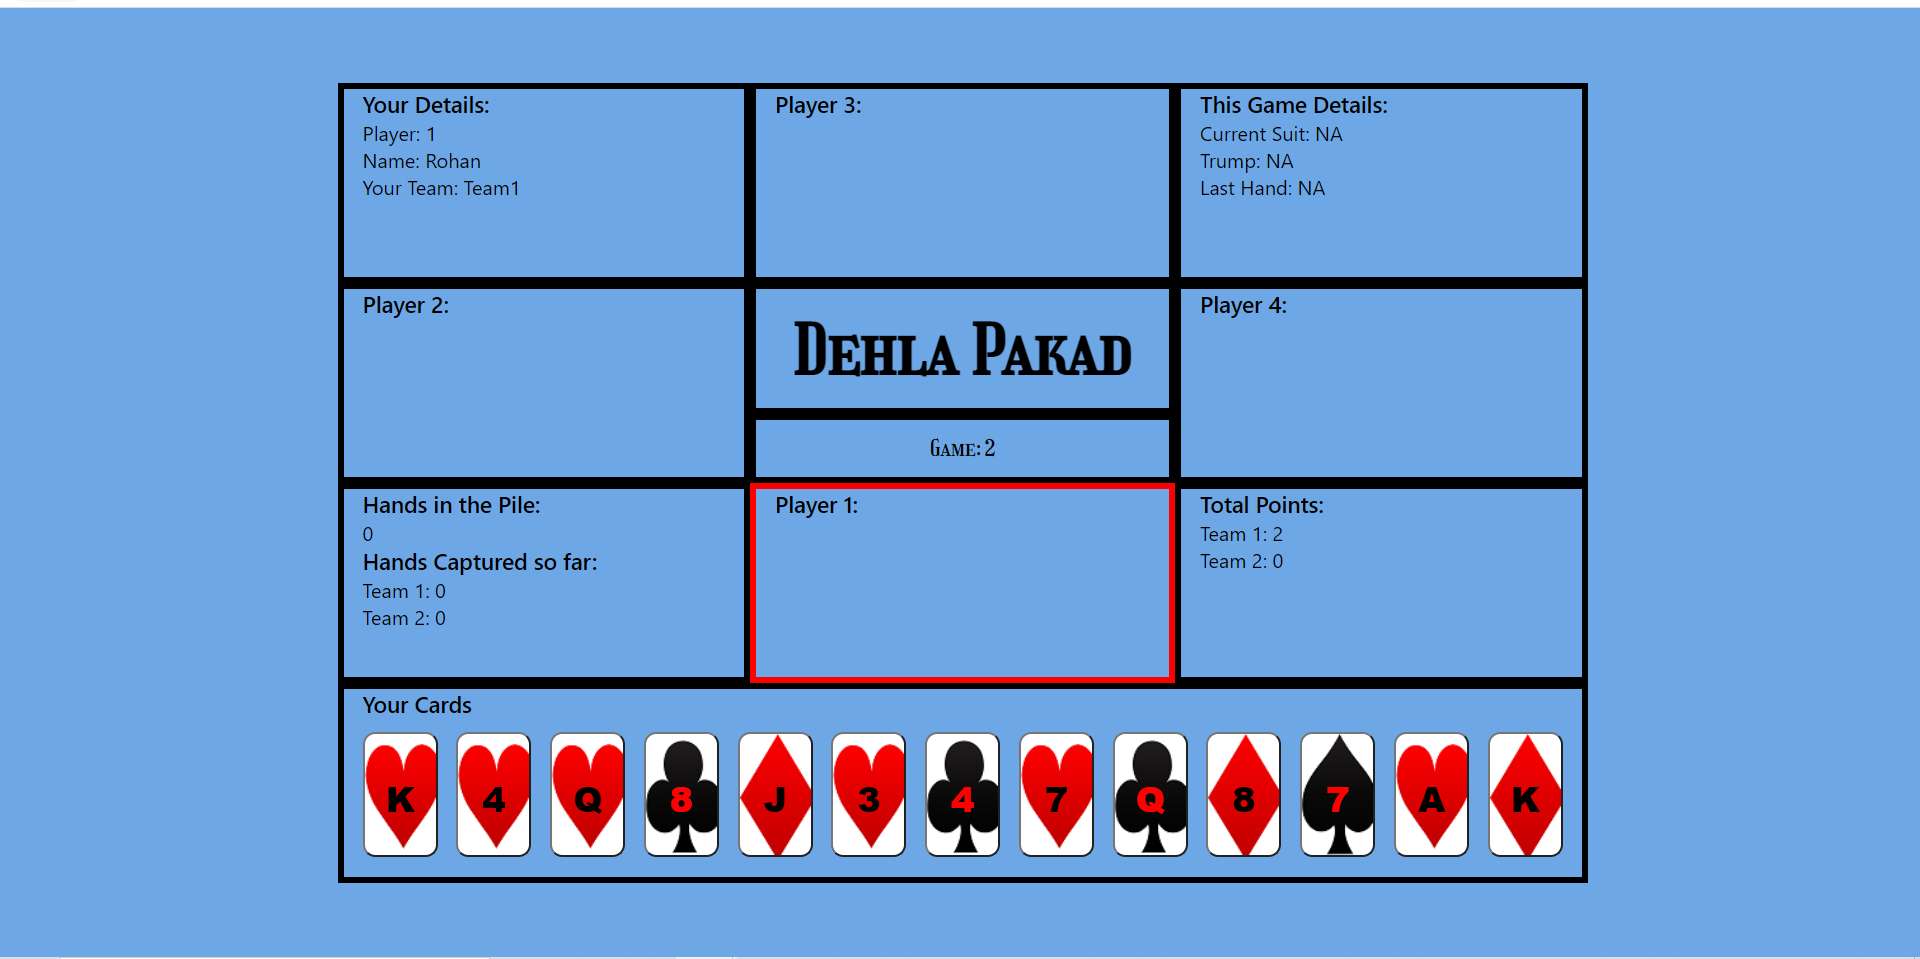 Your Details:
Player: 1
Name: Rohan
Your Team: Team1
Player 3:
This Game Details:
Current Suit: NA
Trump: NA
Last Hand: NA
Player 2:
Dehla Pakad
Game: 2
Player 4:
Hands in the Pile:
0
Hands Captured so far:
Team 1: 0
Team 2: 0
Player 1:
Total Points:
Team 1: 2
Team 2: 0
Your Cards
K 4 Q 8 J 3 4 7 Q 8 7 A K